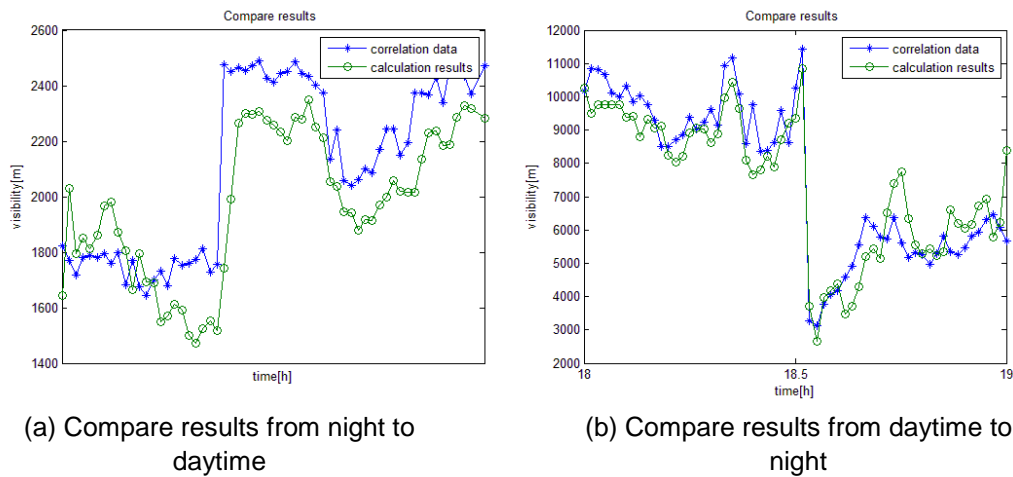 Compare results
2600
2400
2200
2000
1800
1600
1400
visibility[m]
correlation data
calculation results
time[h]
(a) Compare results from night to
daytime
Compare results
12000
11000
10000
9000
8000
7000
6000
5000
4000
3000
2000
visibility[m]
correlation data
calculation results
18
18.5
19
time[h]
(b) Compare results from daytime to
night